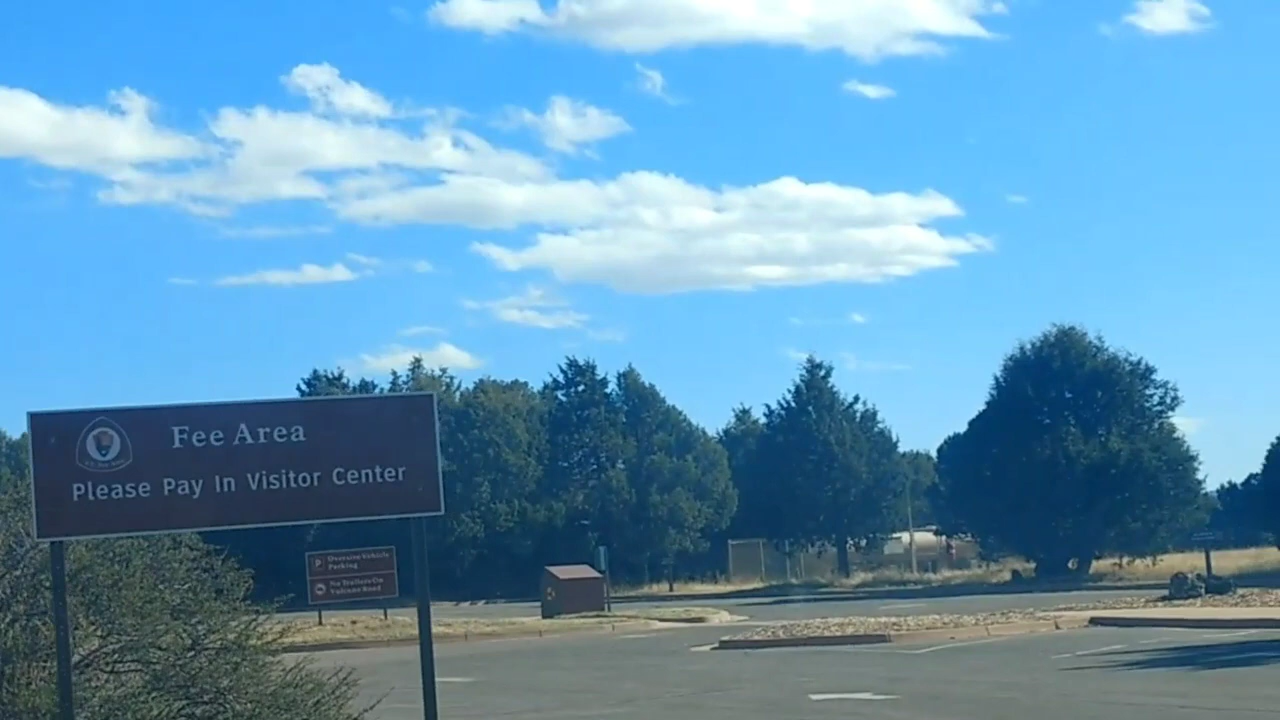 Fee Area
Please Pay In Visitor Center
P Oversize Vehicle
Parking
No Trailers On
Volcano Road